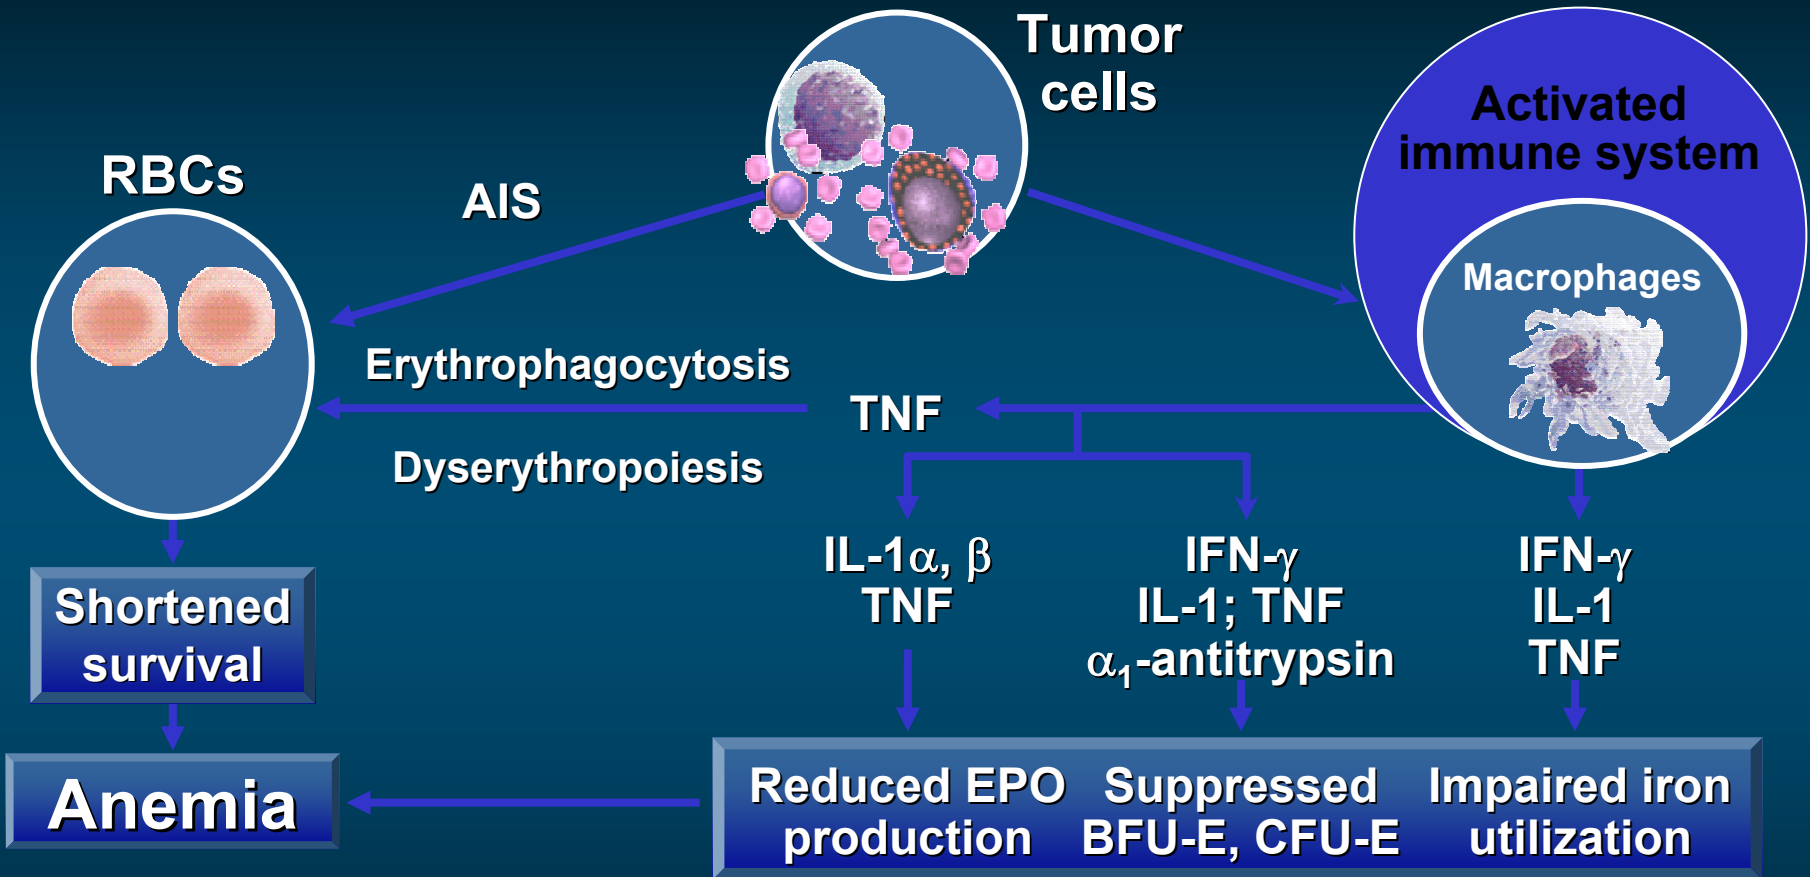 Tumor
cells
Activated
immune system
RBCs
AIS
Macrophages
Erythrophagocytosis
TNF
Dyserythropoiesis
IL-1α, β
TNF
IFN-γ
IL-1; TNF
α₁-antitrypsin
IFN-γ
IL-1
TNF
Shortened
survival
Anemia
Reduced EPO
production
Suppressed
BFU-E, CFU-E
Impaired iron
utilization